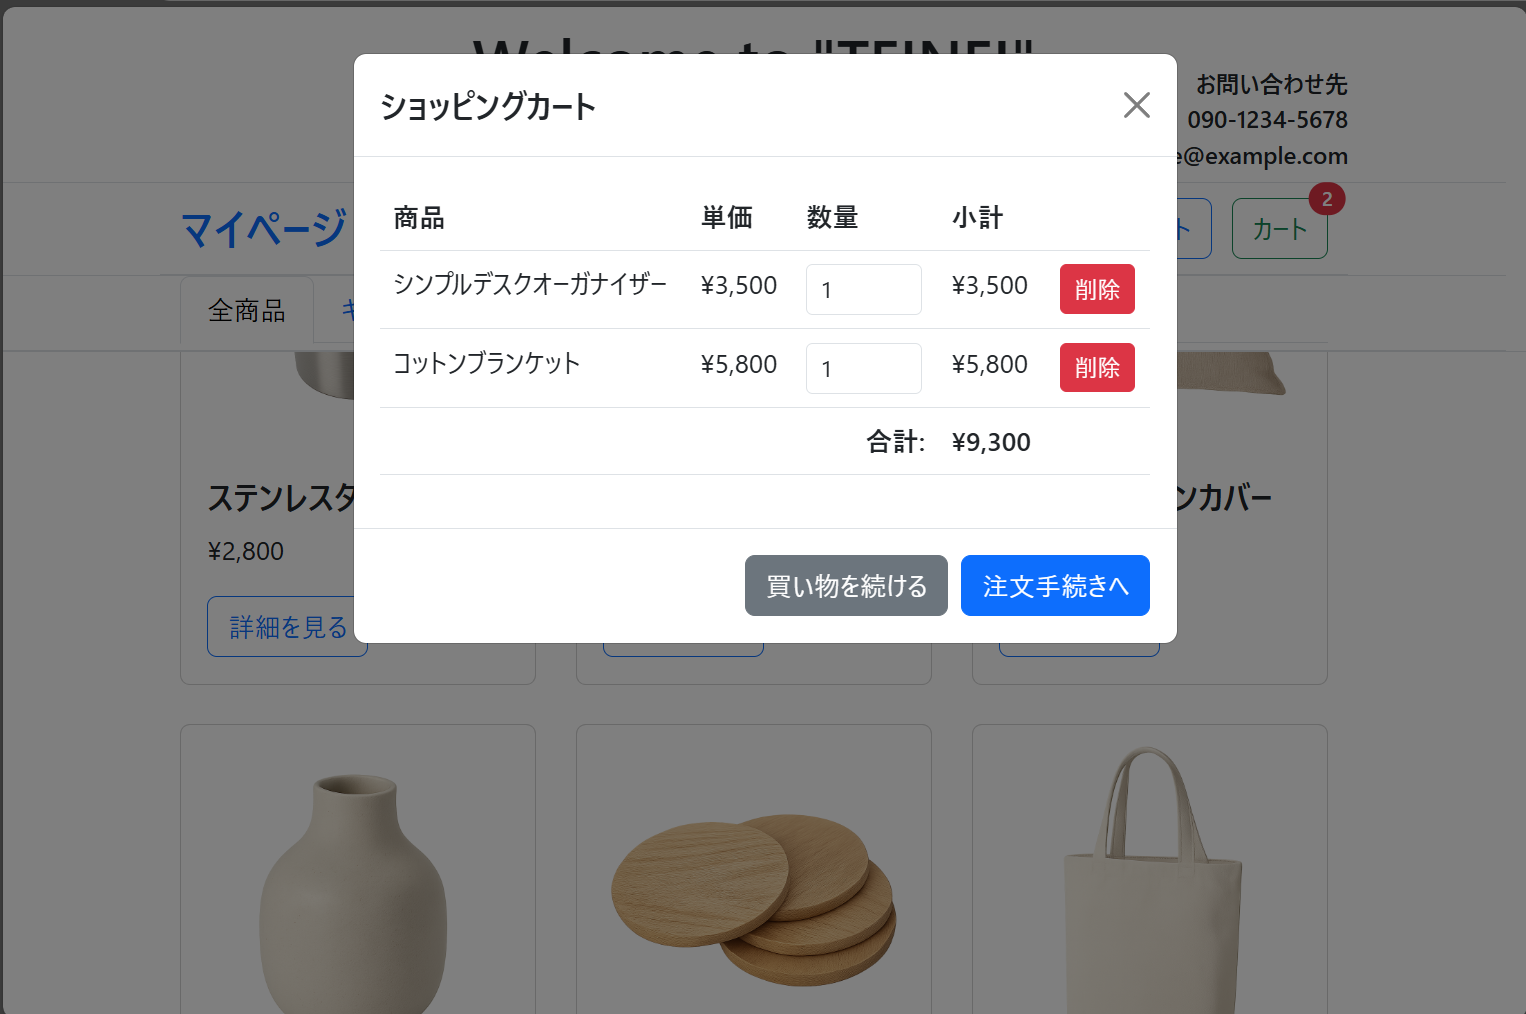 お問い合わせ先
090-1234-5678
e@example.com
マイページ
ト
カート
2
全商品
ショッピングカート
商品 単価 数量 小計
シンプルデスクオーガナイザー ¥3,500 1 ¥3,500 削除
コットンブランケット ¥5,800 1 ¥5,800 削除
合計: ¥9,300
買い物を続ける 注文手続きへ
ステンレスタ
¥2,800
詳細を見る
ンカバー